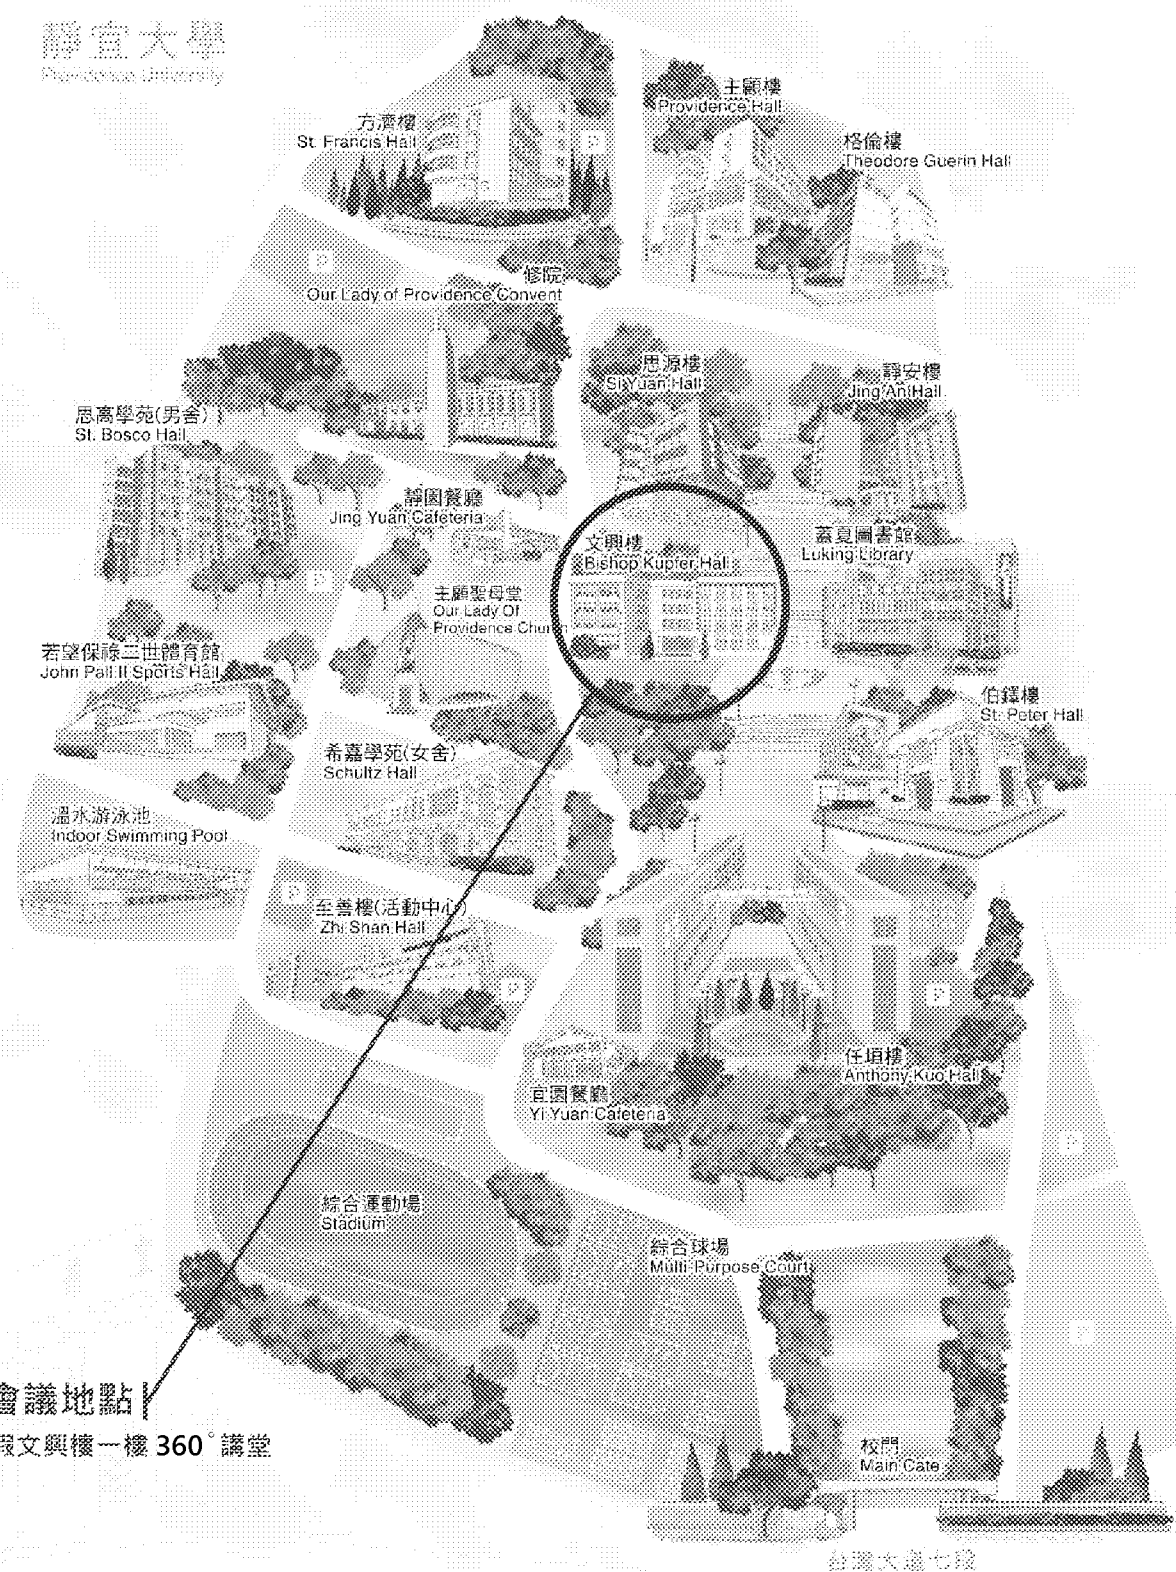 靜宜大學
Providence University
主顧樓
Providence Hall
方濟樓
St. Francis Hall
P
格倫樓
Theodore Guerin Hall
P
修院
Our Lady of Providence Convent
思源樓
Si Yuan Hall
靜安樓
Jing An Hall
思高學苑(男舍)
St. Bosco Hall
靜園餐廳
Jing Yuan Cafeteria
文興樓
Bishop Kupfer Hall
蓋夏圖書館
Luking Library
P
主顧聖母堂
Our Lady Of
Providence Churc
若望保祿二世體育館
John Pall II Sports Hall
伯鐸樓
St. Peter Hall
希嘉學苑(女舍)
Schultz Hall
溫水游泳池
Indoor Swimming Pool
P
至善樓(活動中心)
Zhi Shan Hall
P
P
任垣樓
Anthony Kuo Hall
宜園餐廳
Yi Yuan Cafeteria
P
綜合運動場
Stadium
綜合球場
Multi-Purpose Court
P
會議地點
假文興樓一樓 360°講堂
校門
Main Gate
台灣大道七段